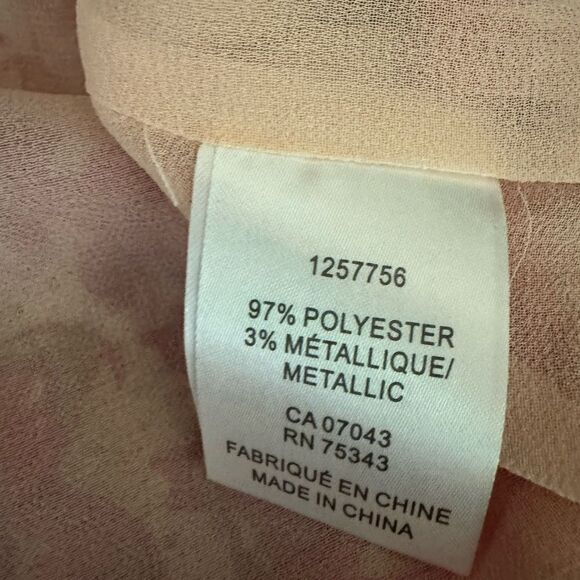 1257756
97% POLYESTER
3% MÉTALLIQUE/
METALLIC
CA 07043
RN 75343
FABRIQUÉ EN CHINE
MADE IN CHINA